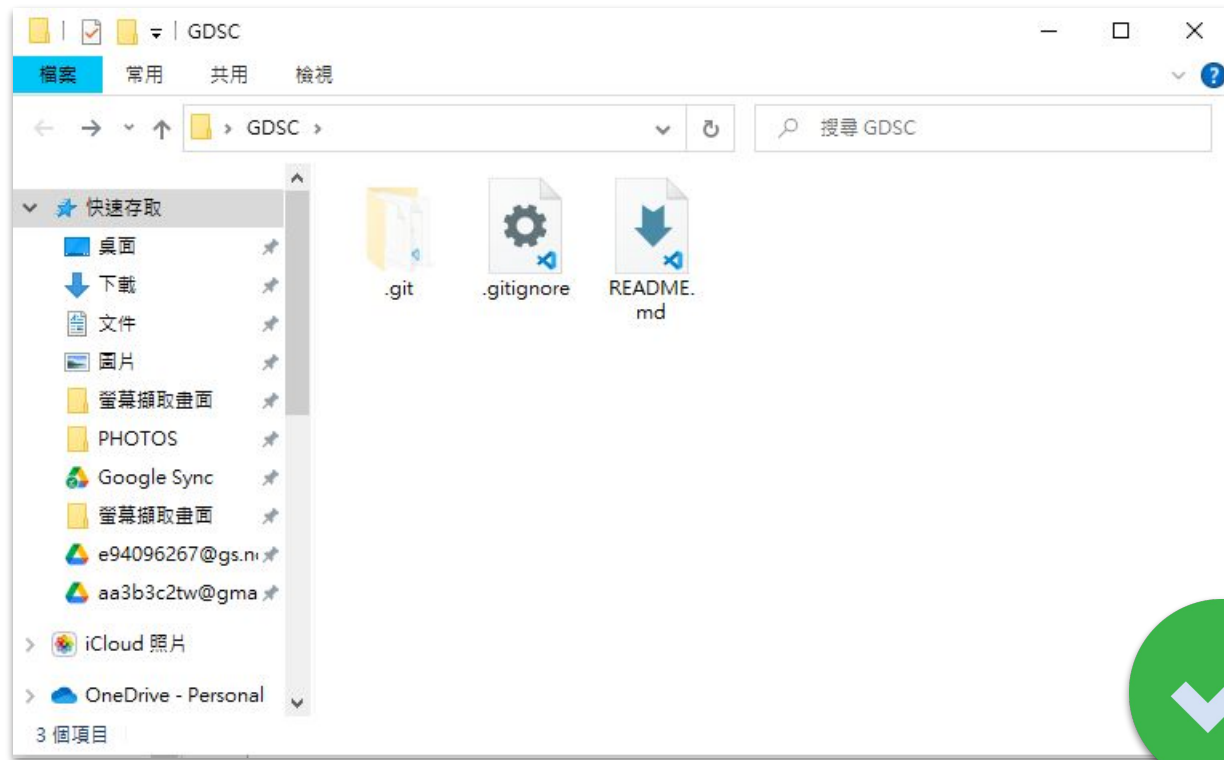 GDSC
檔案 常用 共用 檢視
GDSC
搜尋 GDSC
快速存取
桌面
下載
文件
圖片
螢幕擷取畫面
PHOTOS
Google Sync
螢幕擷取畫面
e94096267@gs.n
aa3b3c2tw@gma
iCloud 照片
OneDrive - Personal
.git
.gitignore
README.
md
3 個項目